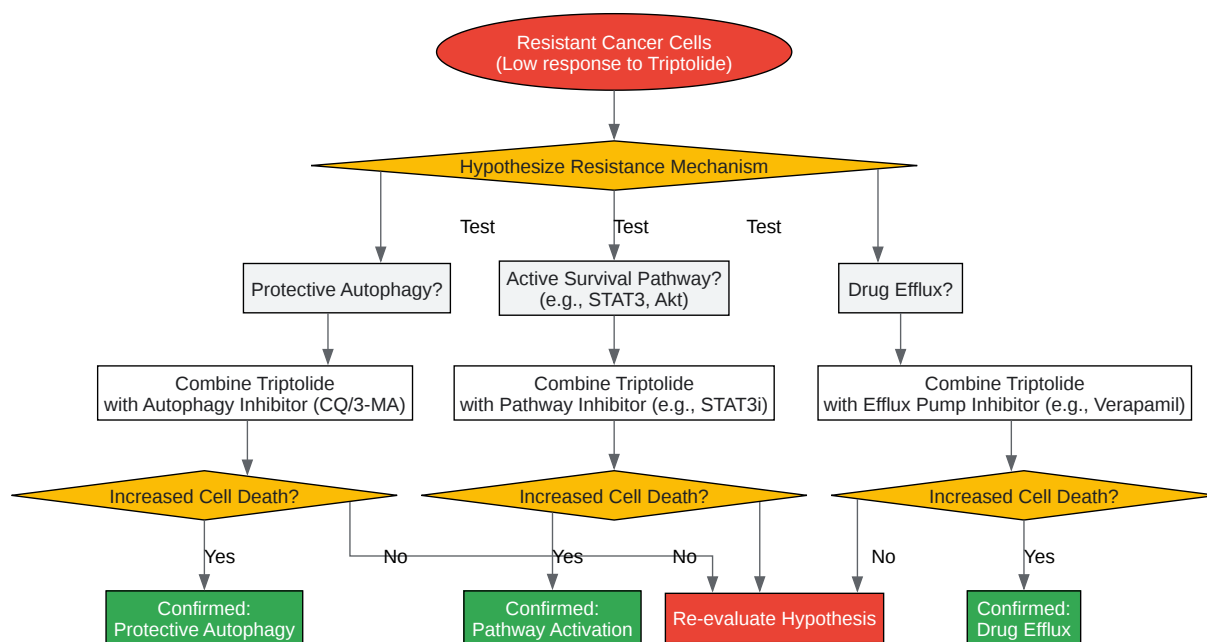 Resistant Cancer Cells
(Low response to Triptolide)
Hypothesize Resistance Mechanism
Test
Test
Test
Protective Autophagy?
Active Survival Pathway?
(e.g., STAT3, Akt)
Drug Efflux?
Combine Triptolide
with Autophagy Inhibitor (CQ/3-MA)
Combine Triptolide
with Pathway Inhibitor (e.g., STAT3i)
Combine Triptolide
with Efflux Pump Inhibitor (e.g., Verapamil)
Increased Cell Death?
Increased Cell Death?
Increased Cell Death?
Yes
No
Yes
No
No
Yes
Confirmed:
Protective Autophagy
Confirmed:
Pathway Activation
Re-evaluate Hypothesis
Confirmed:
Drug Efflux